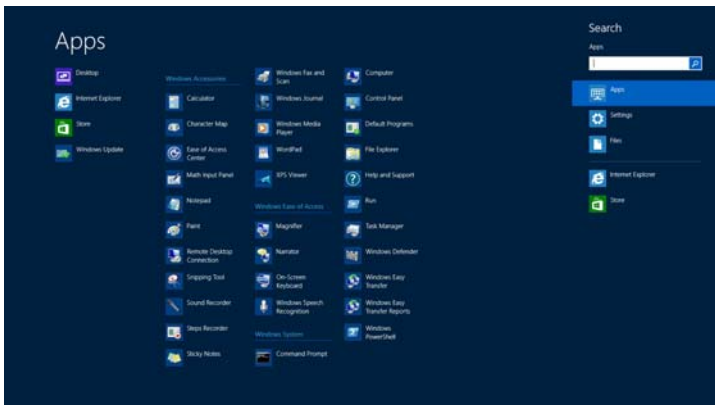 Apps
Desktop
Internet Explorer
Store
Windows Update
Windows Accessories
Calculator
Character Map
Ease of Access
Center
Math Input Panel
Notepad
Paint
Remote Desktop
Connection
Snipping Tool
Sound Recorder
Steps Recorder
Sticky Notes
Windows Fax and
Scan
Windows Journal
Windows Media
Player
WordPad
XPS Viewer
Windows Ease of Access
Magnifier
Narrator
On-Screen
Keyboard
Windows Speech
Recognition
Windows System
Command Prompt
Computer
Control Panel
Default Programs
File Explorer
Help and Support
Run
Task Manager
Windows Defender
Windows Easy
Transfer
Windows Easy
Transfer Reports
Windows
PowerShell
Search
Apps
Apps
Settings
Files
Internet Explorer
Store